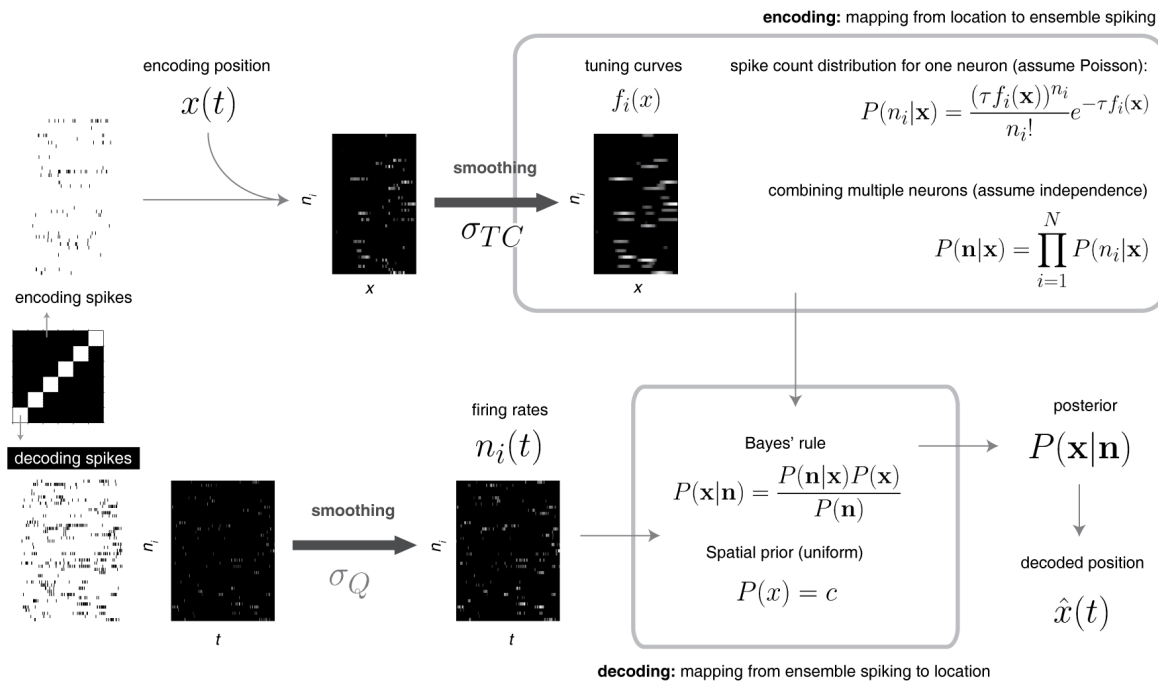 encoding: mapping from location to ensemble spiking
encoding position
x(t)
tuning curves
f_i(x)
spike count distribution for one neuron (assume Poisson):
P(n_i|𝐱) = (τf_i(𝐱))^{n_i} / n_i! e^{−τf_i(𝐱)}
smoothing
σ_{TC}
n_i
x
n_i
x
combining multiple neurons (assume independence)
P(𝐧|𝐱) = ∏_{i=1}^{N} P(n_i|𝐱)
encoding spikes
decoding spikes
firing rates
n_i(t)
n_i
t
smoothing
σ_Q
n_i
t
Bayes' rule
P(𝐱|𝐧) = P(𝐧|𝐱)P(𝐱) / P(𝐧)
Spatial prior (uniform)
P(x) = c
posterior
P(𝐱|𝐧)
decoded position
x̂(t)
decoding: mapping from ensemble spiking to location